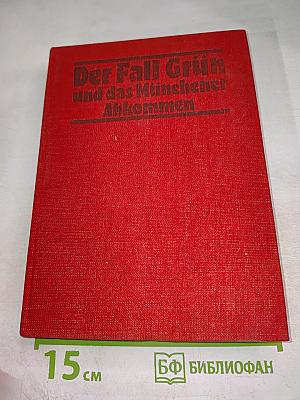 Der Fall Grün
und das Münchener
Abkommen
15 см
БФ БИБЛИОФАН